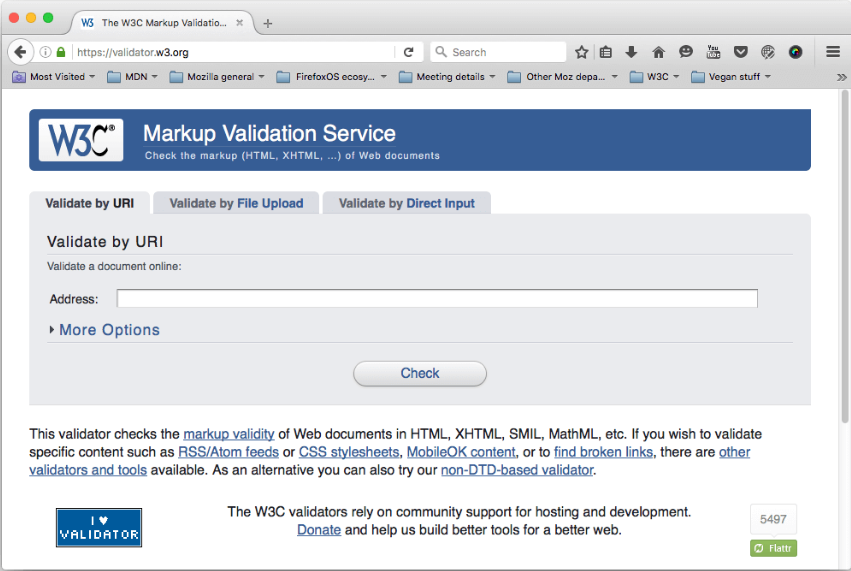 W3 The W3C Markup Validatio...
https://validator.w3.org
Search
You Tube
Most Visited MDN Mozilla general FirefoxOS ecosy... Meeting details Other Moz depa... W3C Vegan stuff
W3C® Markup Validation Service
Check the markup (HTML, XHTML, ...) of Web documents
Validate by URI Validate by File Upload Validate by Direct Input
Validate by URI
Validate a document online:
Address:
More Options
Check
This validator checks the markup validity of Web documents in HTML, XHTML, SMIL, MathML, etc. If you wish to validate
specific content such as RSS/Atom feeds or CSS stylesheets, MobileOK content, or to find broken links, there are other
validators and tools available. As an alternative you can also try our non-DTD-based validator.
I ♥
VALIDATOR
The W3C validators rely on community support for hosting and development.
Donate and help us build better tools for a better web.
5497
Flattr